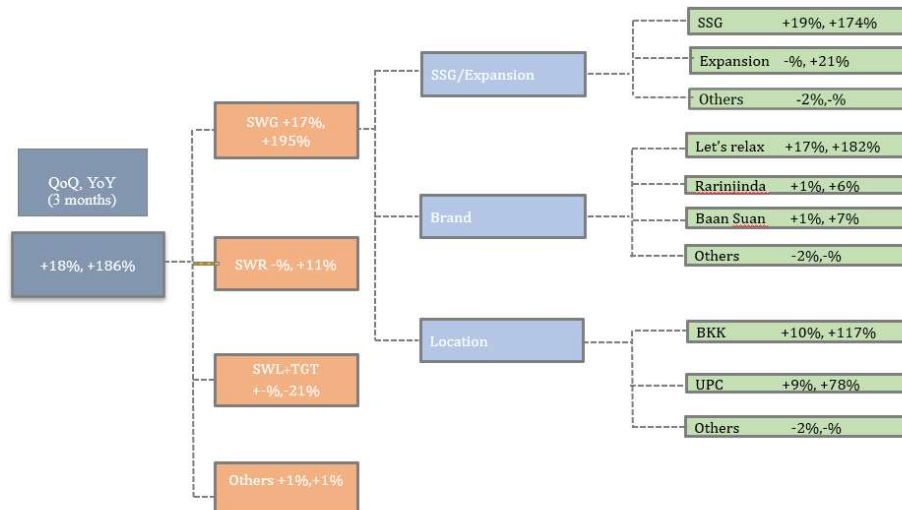 QoQ, YoY
(3 months)
+18%, +186%
SWG +17%,
+195%
SWR -%, +11%
SWL+TGT
+-%,-21%
Others +1%,+1%
SSG/Expansion
Brand
Location
SSG +19%, +174%
Expansion -%, +21%
Others -2%,-%
Let's relax +17%, +182%
Rariniinda +1%, +6%
Baan Suan +1%, +7%
Others -2%,-%
BKK +10%, +117%
UPC +9%, +78%
Others -2%,-%